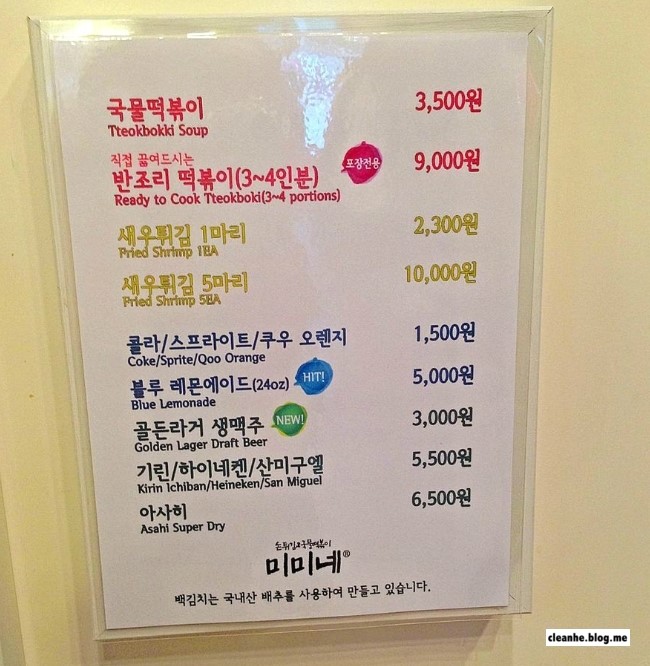 국물떡볶이 3,500원
Tteokbokki Soup
직접 끓여드시는
반조리 떡볶이(3~4인분) 포장전용 9,000원
Ready to Cook Tteokboki(3~4 portions)
새우튀김 1마리 2,300원
Fried Shrimp 1EA
새우튀김 5마리 10,000원
Fried Shrimp 5EA
콜라/스프라이트/쿠우 오렌지 1,500원
Coke/Sprite/Qoo Orange
블루 레몬에이드(24oz) HIT! 5,000원
Blue Lemonade
골든라거 생맥주 NEW! 3,000원
Golden Lager Draft Beer
기린/하이네켄/산미구엘 5,500원
Kirin Ichiban/Heineken/San Miguel
아사히 6,500원
Asahi Super Dry
손튀김&국물떡볶이
미미네®
백김치는 국내산 배추를 사용하여 만들고 있습니다.
cleanhe.blog.me